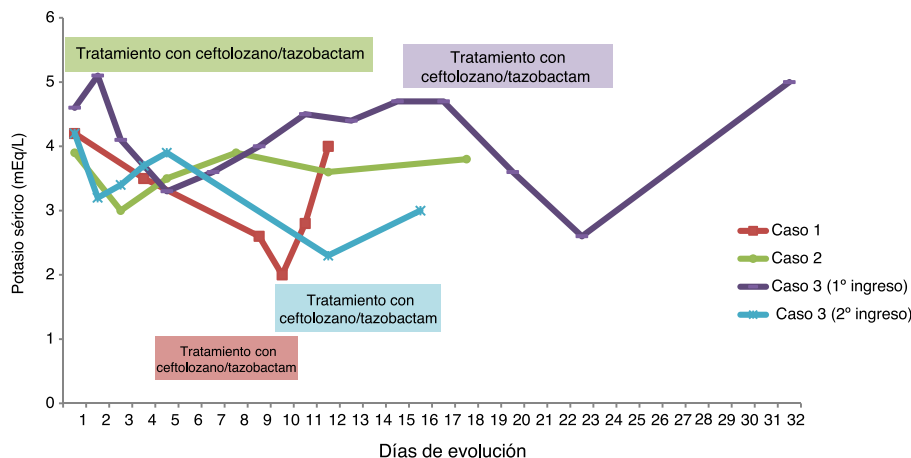 6
5
4
3
2
1
0
Potasio sérico (mEq/L)
Tratamiento con ceftolozano/tazobactam
Tratamiento con
ceftolozano/tazobactam
Tratamiento con
ceftolozano/tazobactam
Tratamiento con
ceftolozano/tazobactam
Caso 1
Caso 2
Caso 3 (1º ingreso)
Caso 3 (2º ingreso)
1 2 3 4 5 6 7 8 9 10 11 12 13 14 15 16 17 18 19 20 21 22 23 24 25 26 27 28 29 30 31 32
Días de evolución